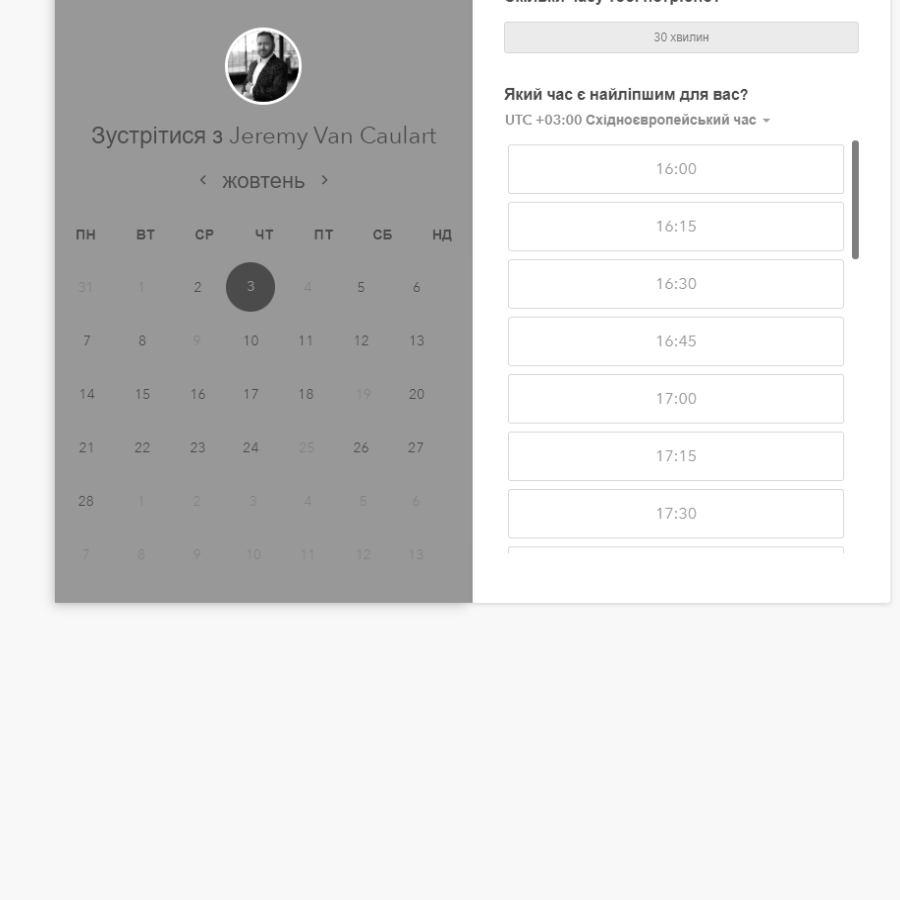 Зустрітися з Jeremy Van Caulart
‹ жовтень ›
ПН ВТ СР ЧТ ПТ СБ НД
31 1 2 3 4 5 6
7 8 9 10 11 12 13
14 15 16 17 18 19 20
21 22 23 24 25 26 27
28 1 2 3 4 5 6
7 8 9 10 11 12 13
30 хвилин
Який час є найліпшим для вас?
UTC +03:00 Східноєвропейський час
16:00
16:15
16:30
16:45
17:00
17:15
17:30